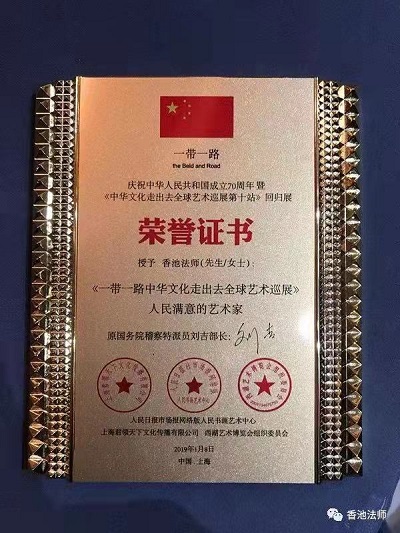 一带一路
the Beld and Road
庆祝中华人民共和国成立70周年暨
《中华文化走出去全球艺术巡展第十站》回归展
荣誉证书
授予 香池法师(先生/女士):
《一带一路中华文化走出去全球艺术巡展》
人民满意的艺术家
原国务院稽察特派员刘吉部长:
人民日报市场报网络版人民书画艺术中心
上海君领天下文化传播有限公司 西湖艺术博览会组织委员会
2019年1月8日
中国 上海
香池法师